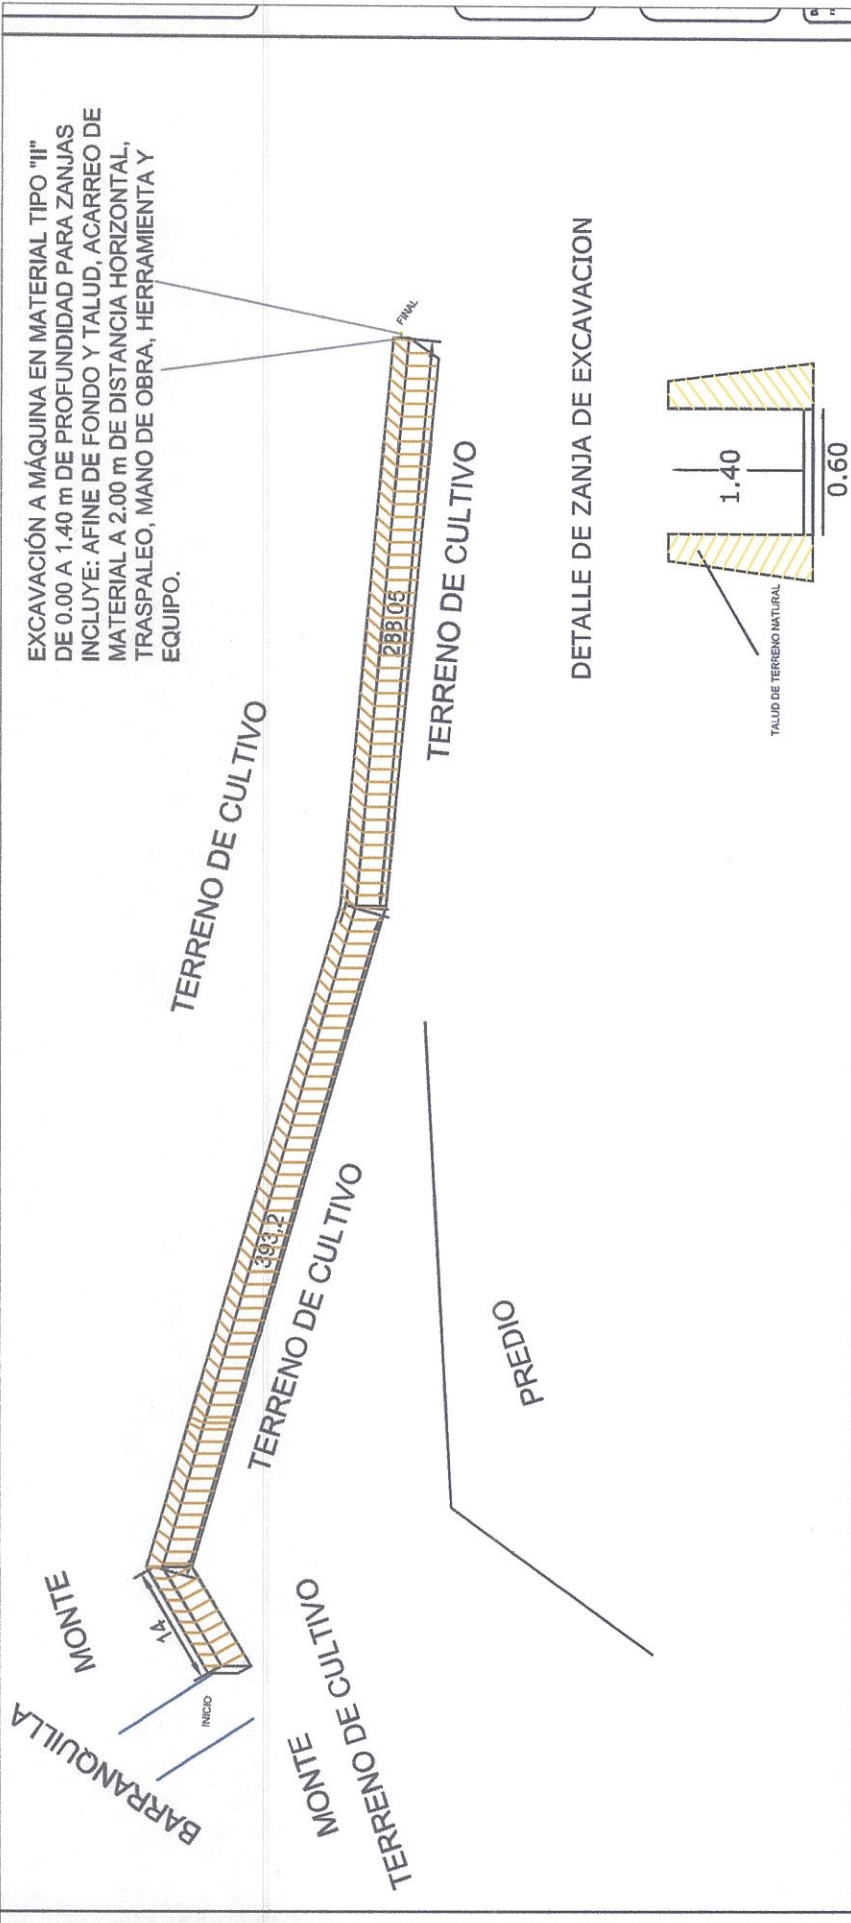 EXCAVACIÓN A MÁQUINA EN MATERIAL TIPO "II"
DE 0.00 A 1.40 m DE PROFUNDIDAD PARA ZANJAS
INCLUYE: AFINE DE FONDO Y TALUD, ACARREO DE
MATERIAL A 2.00 m DE DISTANCIA HORIZONTAL,
TRASPALEO, MANO DE OBRA, HERRAMIENTA Y
EQUIPO.
BARRANQUILLA
MONTE
14
INICIO
MONTE
TERRENO DE CULTIVO
393,2
TERRENO DE CULTIVO
TERRENO DE CULTIVO
288,05
TERRENO DE CULTIVO
FINAL
PREDIO
DETALLE DE ZANJA DE EXCAVACION
1.40
0.60
TALUD DE TERRENO NATURAL